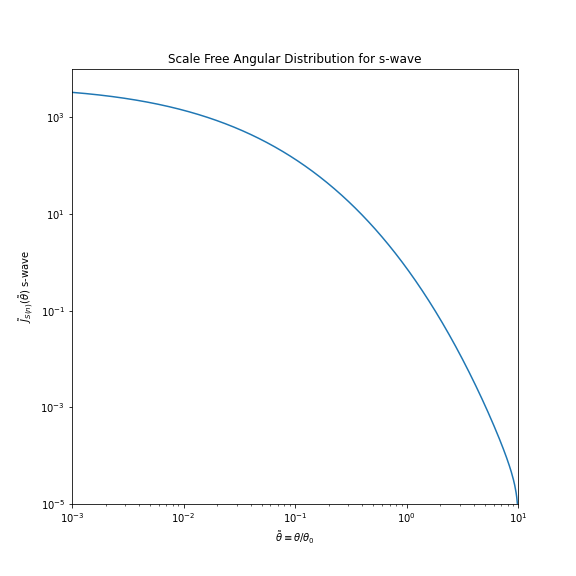 Scale Free Angular Distribution for s-wave
J̃_{S(n)}(θ̃) s-wave
10³
10¹
10⁻¹
10⁻³
10⁻⁵
10⁻³ 10⁻² 10⁻¹ 10⁰ 10¹
θ̃ ≡ θ/θ₀